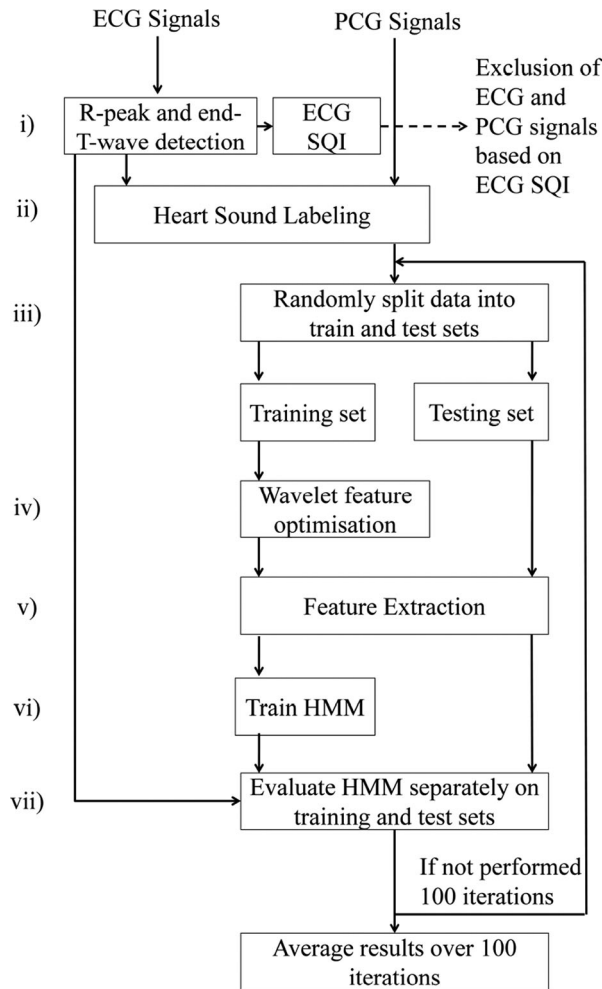 ECG Signals
PCG Signals
Exclusion of
ECG and
PCG signals
based on
ECG SQI
i)
R-peak and end-
T-wave detection
ECG
SQI
ii)
Heart Sound Labeling
iii)
Randomly split data into
train and test sets
Training set
Testing set
iv)
Wavelet feature
optimisation
v)
Feature Extraction
vi)
Train HMM
vii)
Evaluate HMM separately on
training and test sets
If not performed
100 iterations
Average results over 100
iterations